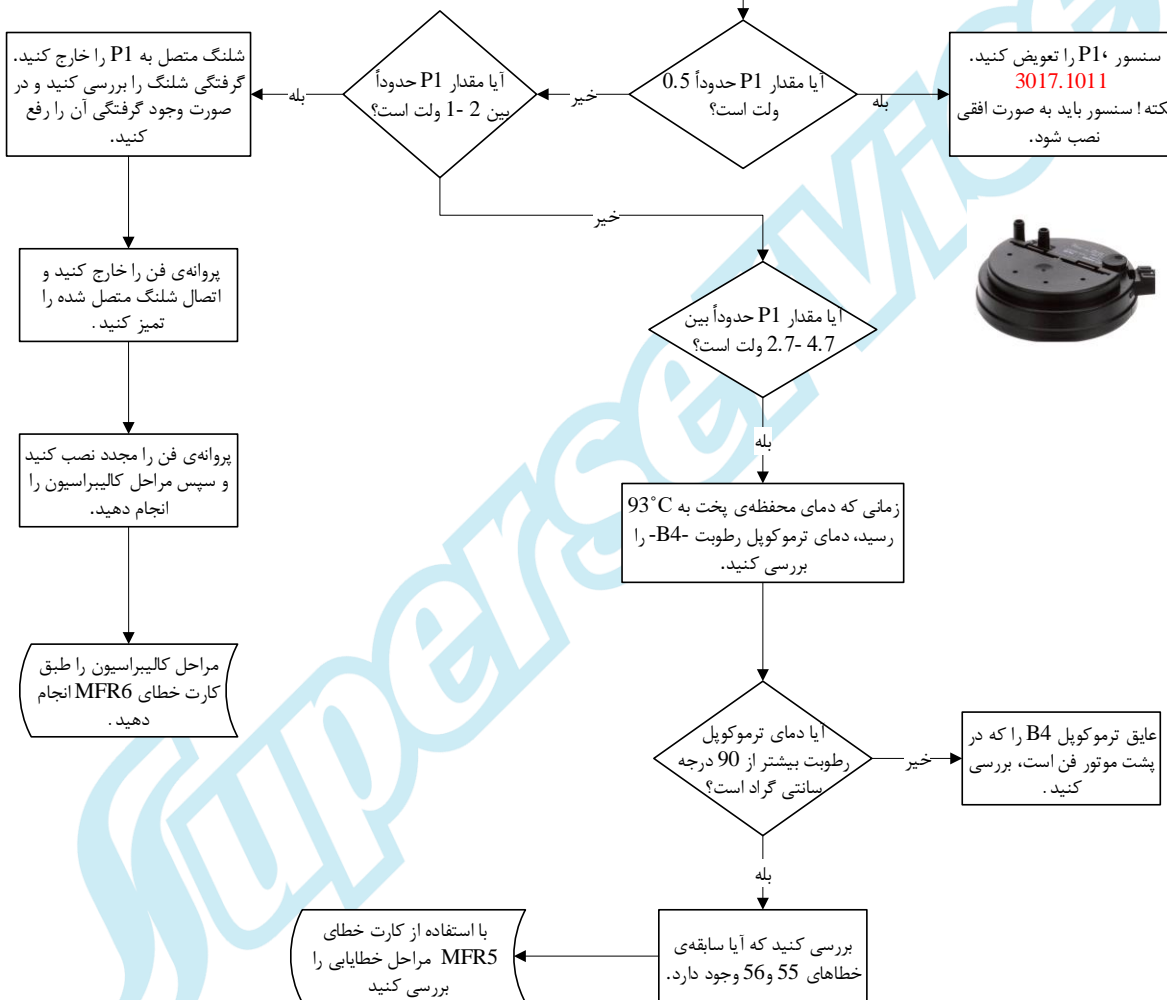 سنسور P1، را تعویض کنید.
3017.1011
نکته! سنسور باید به صورت افقی
نصب شود.
بله
آیا مقدار P1 حدوداً 0.5
ولت است؟
خیر
آیا مقدار P1 حدوداً
بین 2 -1 ولت است؟
بله
شلنگ متصل به P1 را خارج کنید.
گرفتگی شلنگ را بررسی کنید و در
صورت وجود گرفتگی آن را رفع
کنید.
پروانه‌ی فن را خارج کنید و
اتصال شلنگ متصل شده را
تمیز کنید.
پروانه‌ی فن را مجدد نصب کنید
و سپس مراحل کالیبراسیون را
انجام دهید.
مراحل کالیبراسیون را طبق
کارت خطای MFR6 انجام
دهید.
خیر
آیا مقدار P1 حدوداً بین
2.7- 4.7 ولت است؟
بله
زمانی که دمای محفظه‌ی پخت به 93°C
رسید، دمای ترموکوپل رطوبت -B4- را
بررسی کنید.
آیا دمای ترموکوپل
رطوبت بیشتر از 90 درجه
سانتی گراد است؟
خیر
عایق ترموکوپل B4 را که در
پشت موتور فن است، بررسی
کنید.
بله
بررسی کنید که آیا سابقه‌ی
خطاهای 55 و56 وجود دارد.
با استفاده از کارت خطای
MFR5 مراحل خطایابی را
بررسی کنید
Superservice